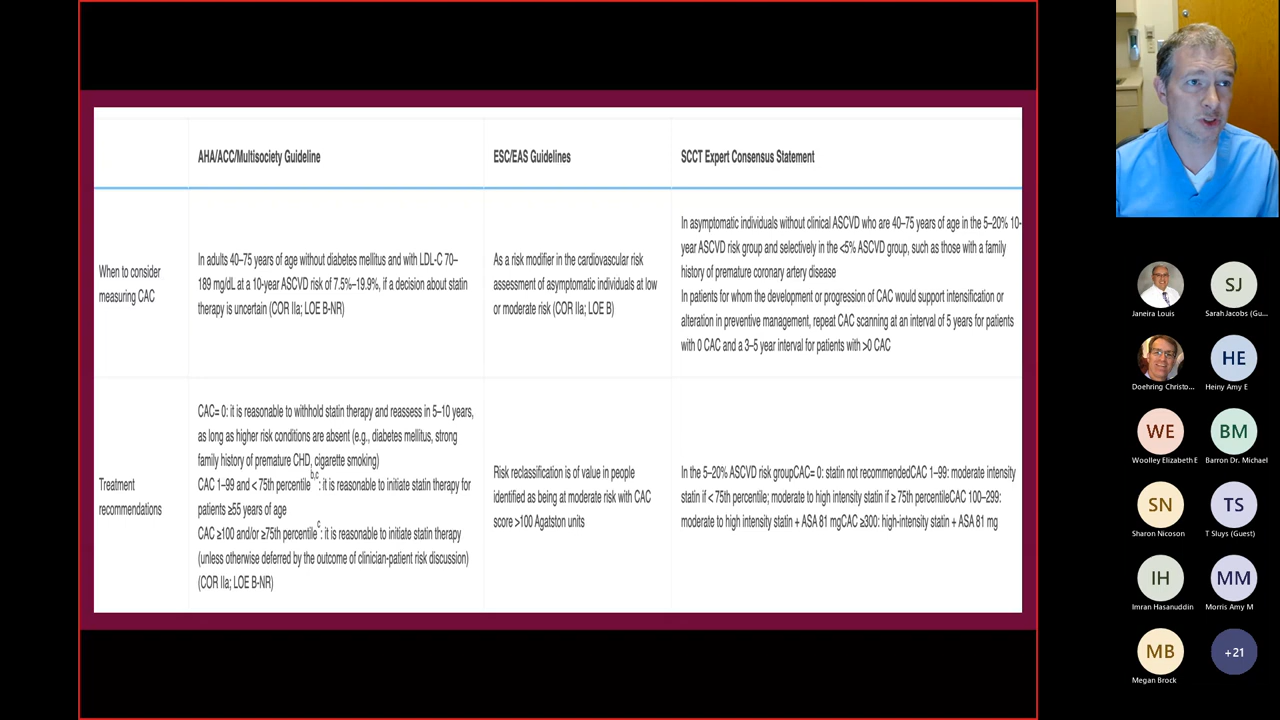 AHA/ACC/Multisociety Guideline
ESC/EAS Guidelines
SCCT Expert Consensus Statement
When to consider
measuring CAC
In adults 40–75 years of age without diabetes mellitus and with LDL-C 70–
189 mg/dL at a 10-year ASCVD risk of 7.5%–19.9%, if a decision about statin
therapy is uncertain (COR IIa; LOE B-NR)
As a risk modifier in the cardiovascular risk
assessment of asymptomatic individuals at low
or moderate risk (COR IIa; LOE B)
In asymptomatic individuals without clinical ASCVD who are 40–75 years of age in the 5–20% 10-
year ASCVD risk group and selectively in the <5% ASCVD group, such as those with a family
history of premature coronary artery disease
In patients for whom the development or progression of CAC would support intensification or
alteration in preventive management, repeat CAC scanning at an interval of 5 years for patients
with 0 CAC and a 3–5 year interval for patients with >0 CAC
Treatment
recommendations
CAC= 0: it is reasonable to withhold statin therapy and reassess in 5–10 years,
as long as higher risk conditions are absent (e.g., diabetes mellitus, strong
family history of premature CHD, cigarette smoking)
CAC 1–99 and < 75th percentile b,c: it is reasonable to initiate statin therapy for
patients ≥55 years of age
CAC ≥100 and/or ≥75th percentile c: it is reasonable to initiate statin therapy
(unless otherwise deferred by the outcome of clinician-patient risk discussion)
(COR IIa; LOE B-NR)
Risk reclassification is of value in people
identified as being at moderate risk with CAC
score >100 Agatston units
In the 5–20% ASCVD risk groupCAC= 0: statin not recommendedCAC 1–99: moderate intensity
statin if < 75th percentile; moderate to high intensity statin if ≥ 75th percentileCAC 100–299:
moderate to high intensity statin + ASA 81 mgCAC ≥300: high-intensity statin + ASA 81 mg
Janeira Louis
SJ
Sarah Jacobs (Gu...
Doehring Christo...
HE
Heiny Amy E
WE
Woolley Elizabeth E
BM
Barron Dr. Michael
SN
Sharon Nicoson
TS
T Sluys (Guest)
IH
Imran Hasanuddin
MM
Morris Amy M
MB
Megan Brock
+21